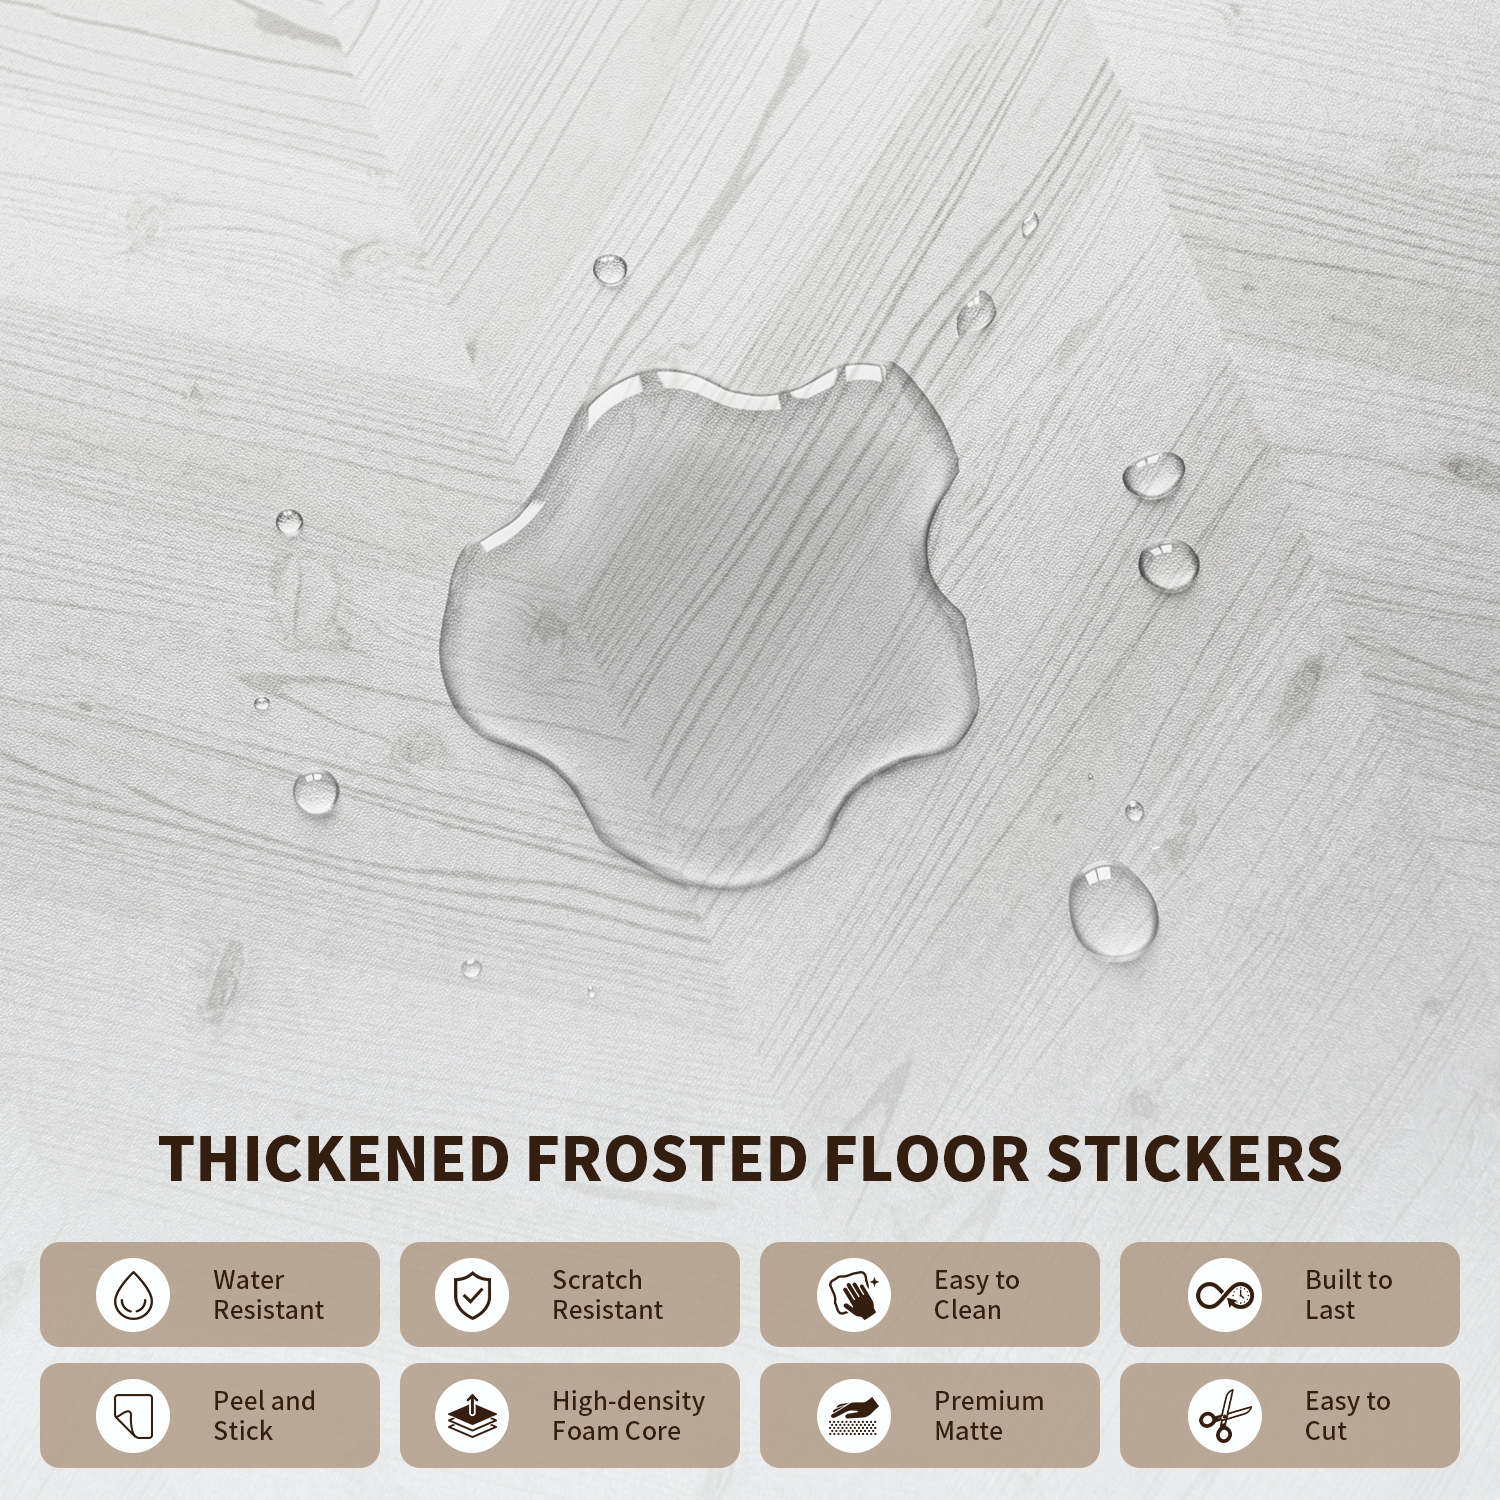 THICKENED FROSTED FLOOR STICKERS
Water
Resistant
Scratch
Resistant
Easy to
Clean
Built to
Last
Peel and
Stick
High-density
Foam Core
Premium
Matte
Easy to
Cut